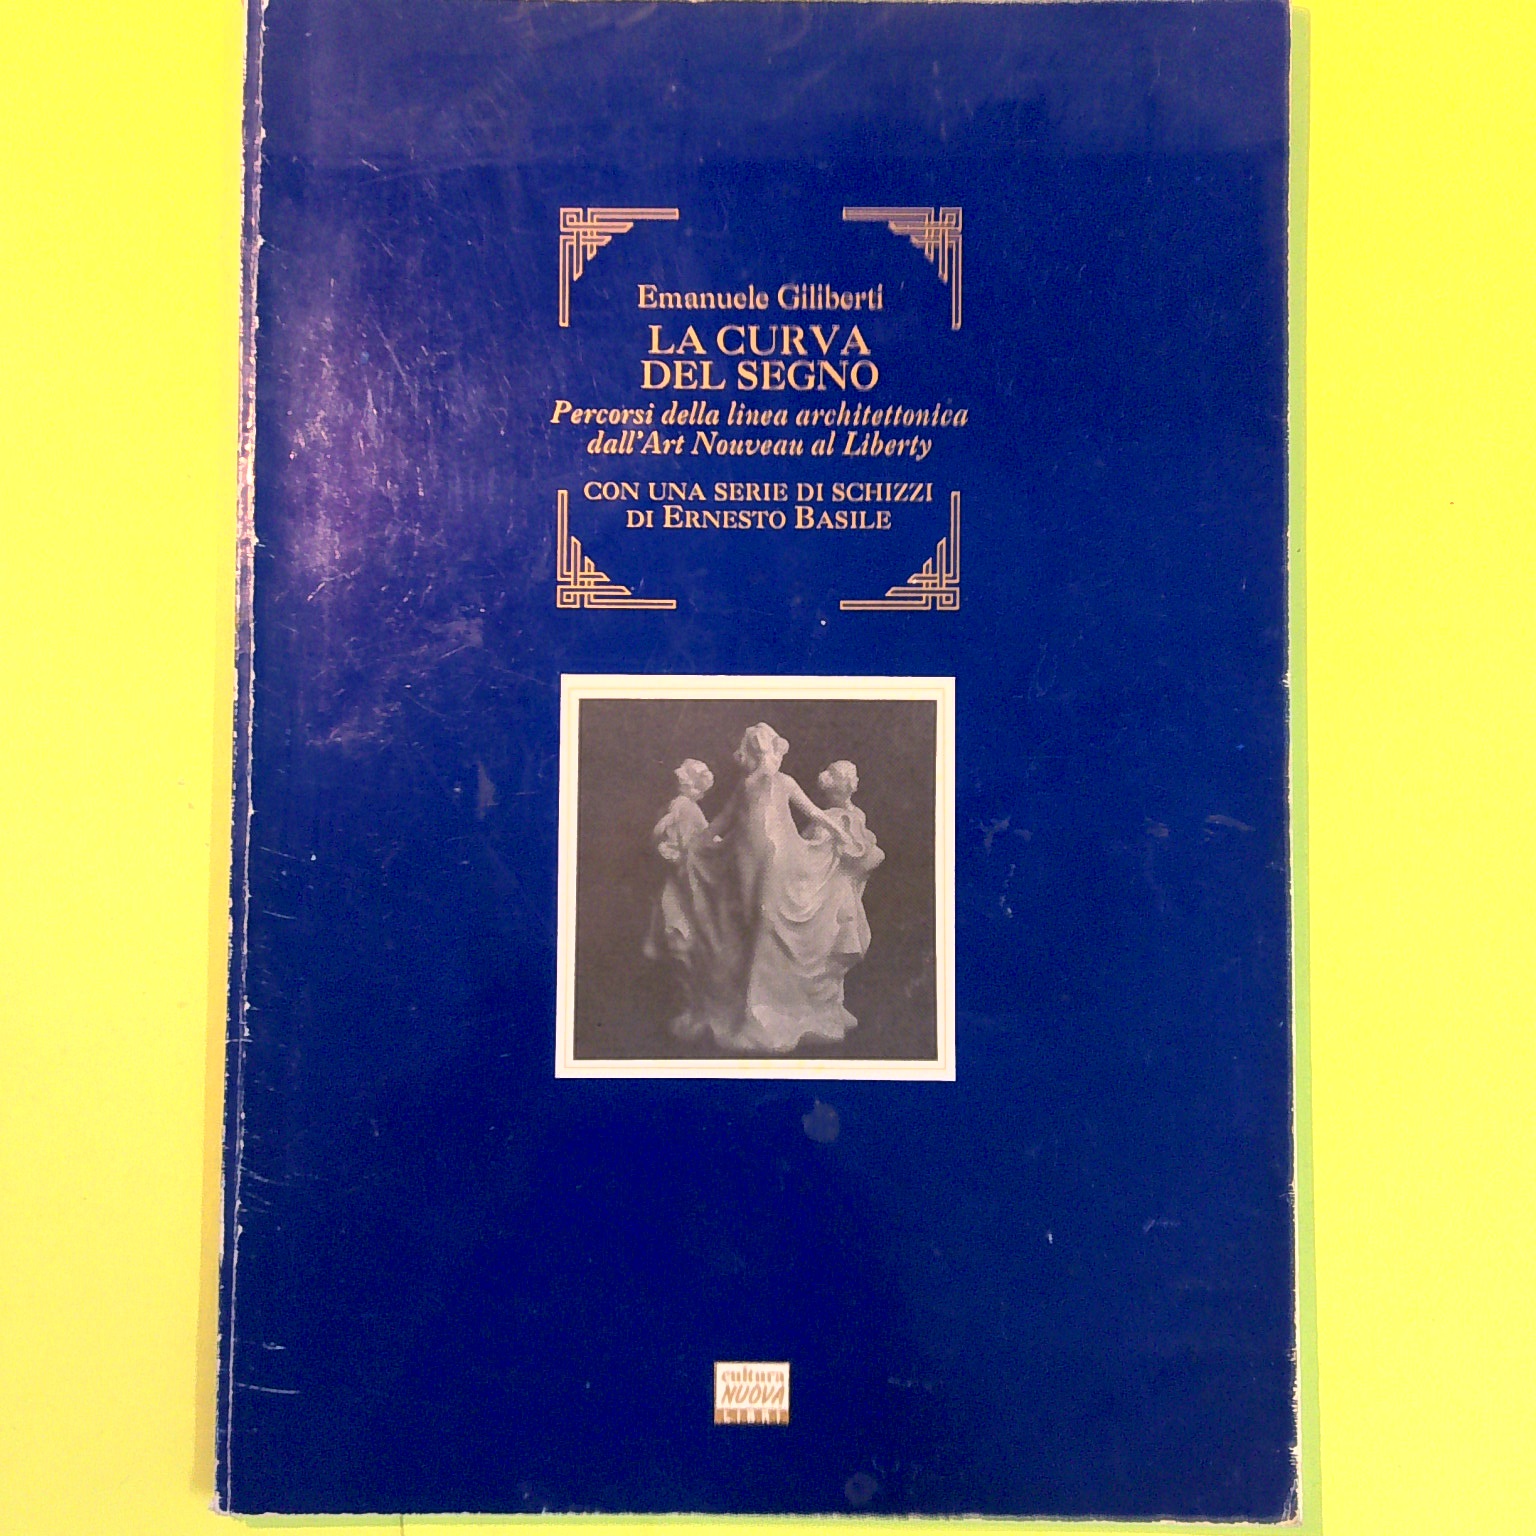 Emanuele Giliberti
LA CURVA
DEL SEGNO
Percorsi della linea architettonica
dall'Art Nouveau al Liberty
CON UNA SERIE DI SCHIZZI
DI ERNESTO BASILE
cultura
NUOVA
LIBRI